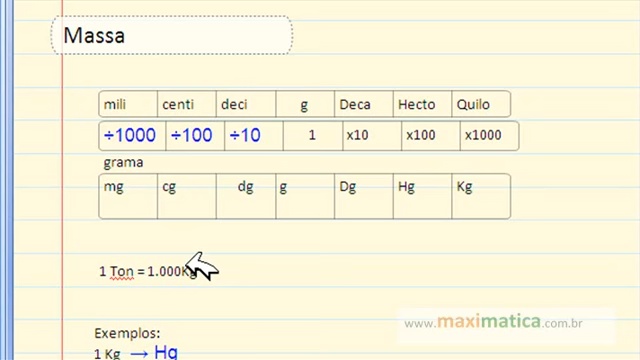 Massa
mili centi deci g Deca Hecto Quilo
÷1000 ÷100 ÷10 1 x10 x100 x1000
grama
mg cg dg g Dg Hg Kg
1 Ton = 1.000Kg
www.maximatica.com.br
Exemplos:
1 Kg → Hg